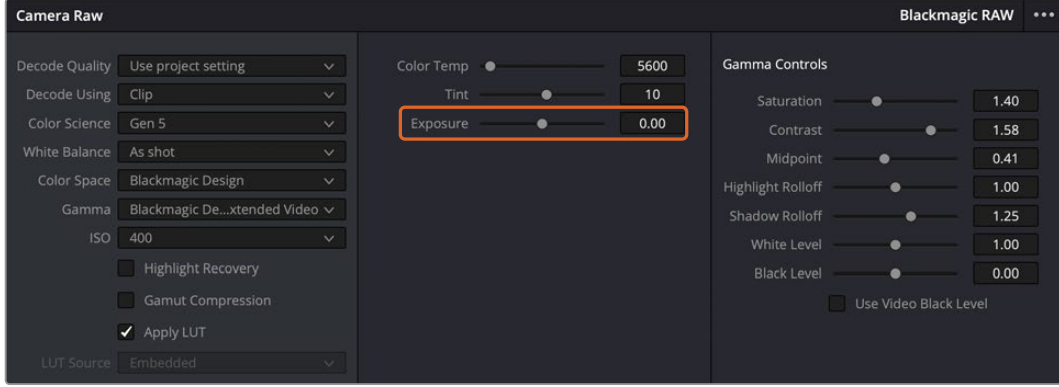 Camera Raw
Blackmagic RAW
Decode Quality Use project setting
Decode Using Clip
Color Science Gen 5
White Balance As shot
Color Space Blackmagic Design
Gamma Blackmagic De...xtended Video
ISO 400
Highlight Recovery
Gamut Compression
Apply LUT
LUT Source Embedded
Color Temp 5600
Tint 10
Exposure 0.00
Gamma Controls
Saturation 1.40
Contrast 1.58
Midpoint 0.41
Highlight Rolloff 1.00
Shadow Rolloff 1.25
White Level 1.00
Black Level 0.00
Use Video Black Level